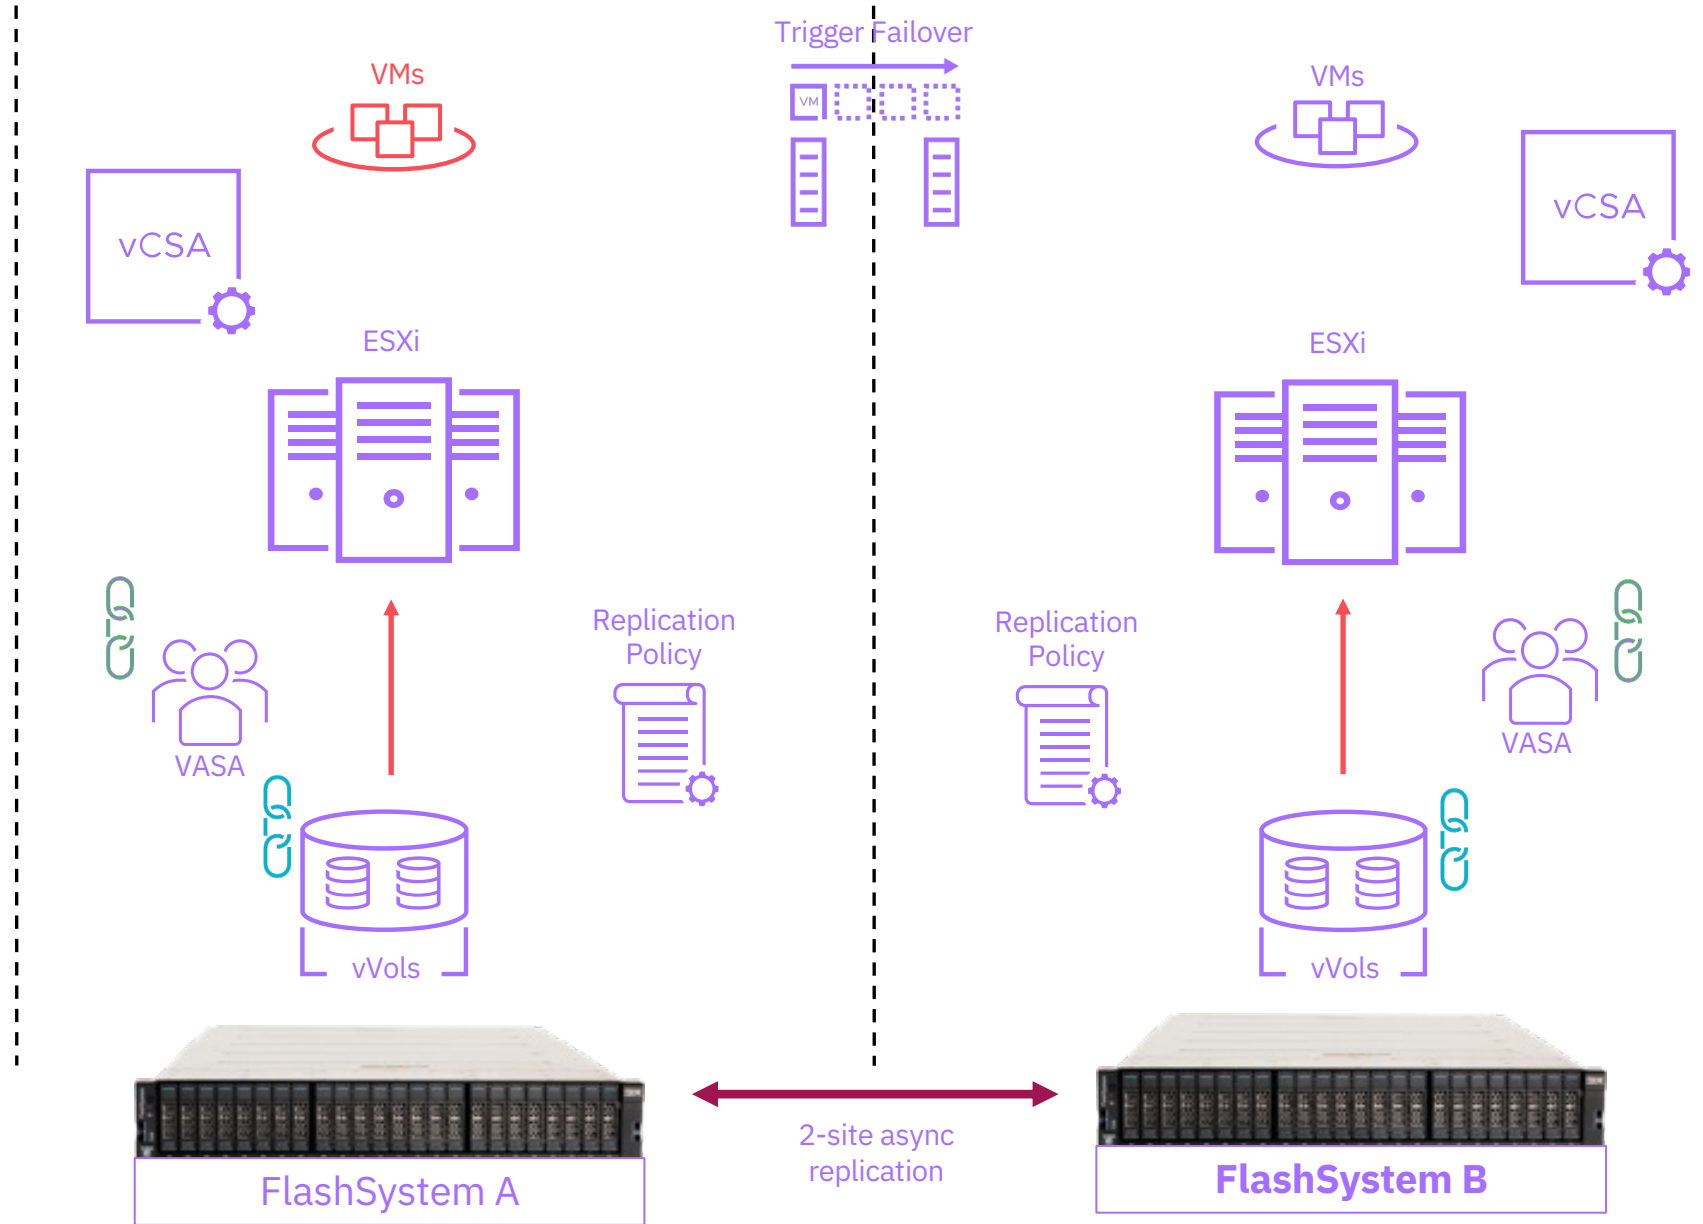 Trigger Failover
VMs
VM
VMs
vCSA
vCSA
ESXi
ESXi
Replication
Policy
Replication
Policy
VASA
VASA
vVols
vVols
2-site async
replication
FlashSystem A
FlashSystem B